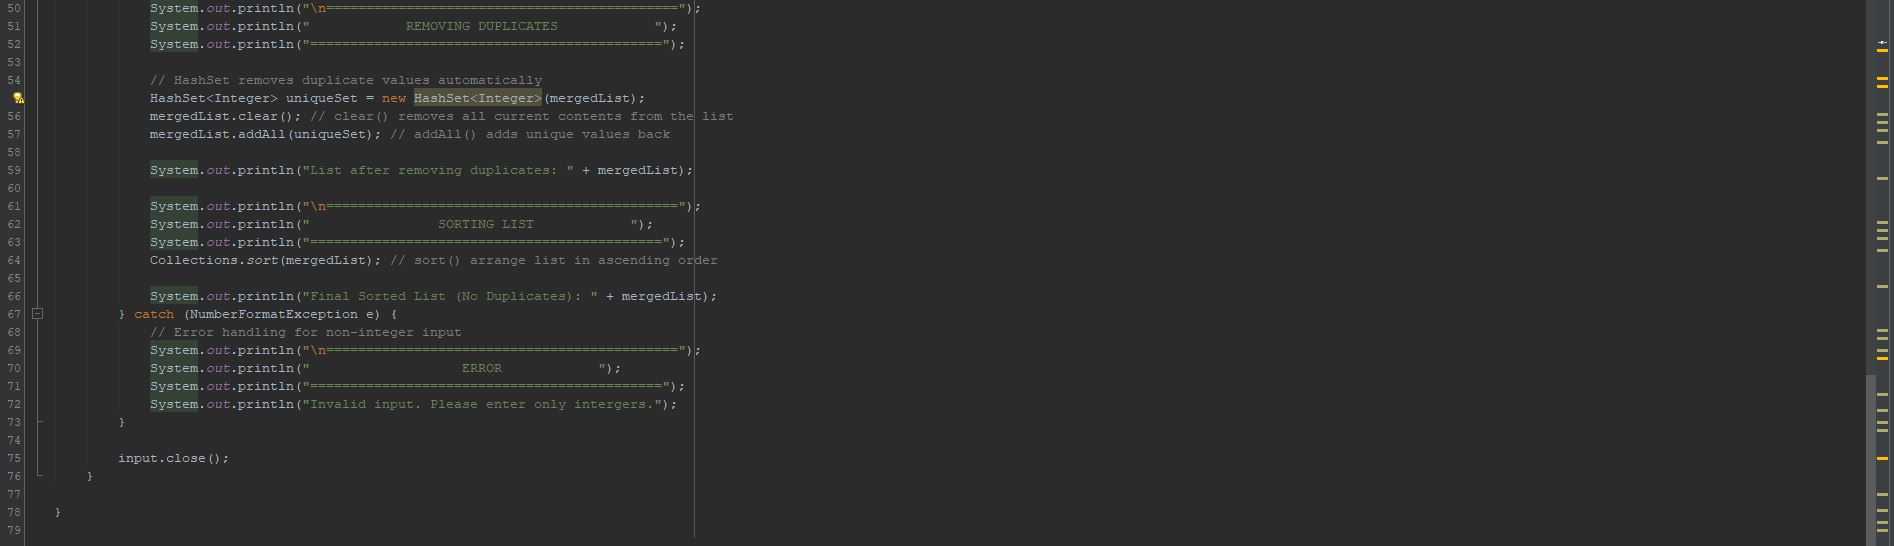 50 System.out.println("\n============================================");
51 System.out.println("            REMOVING DUPLICATES            ");
52 System.out.println("============================================");
53
54 // HashSet removes duplicate values automatically
HashSet<Integer> uniqueSet = new HashSet<Integer>(mergedList);
56 mergedList.clear(); // clear() removes all current contents from the list
57 mergedList.addAll(uniqueSet); // addAll() adds unique values back
58
59 System.out.println("List after removing duplicates: " + mergedList);
60
61 System.out.println("\n============================================");
62 System.out.println("                SORTING LIST            ");
63 System.out.println("============================================");
64 Collections.sort(mergedList); // sort() arrange list in ascending order
65
66 System.out.println("Final Sorted List (No Duplicates): " + mergedList);
67 } catch (NumberFormatException e) {
68 // Error handling for non-integer input
69 System.out.println("\n============================================");
70 System.out.println("                   ERROR            ");
71 System.out.println("============================================");
72 System.out.println("Invalid input. Please enter only intergers.");
73 }
74
75 input.close();
76 }
77
78 }
79